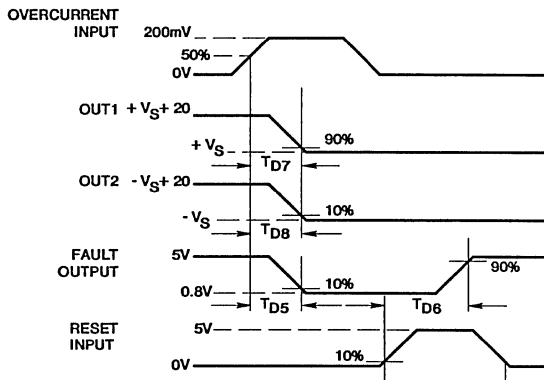 OVERCURRENT
INPUT
200mV
50%
0V
OUT1 + VS + 20
+ VS
90%
TD7
OUT2 - VS + 20
- VS
10%
TD8
FAULT
OUTPUT
5V
0.8V
10%
90%
TD5
TD6
RESET
INPUT
5V
0V
10%